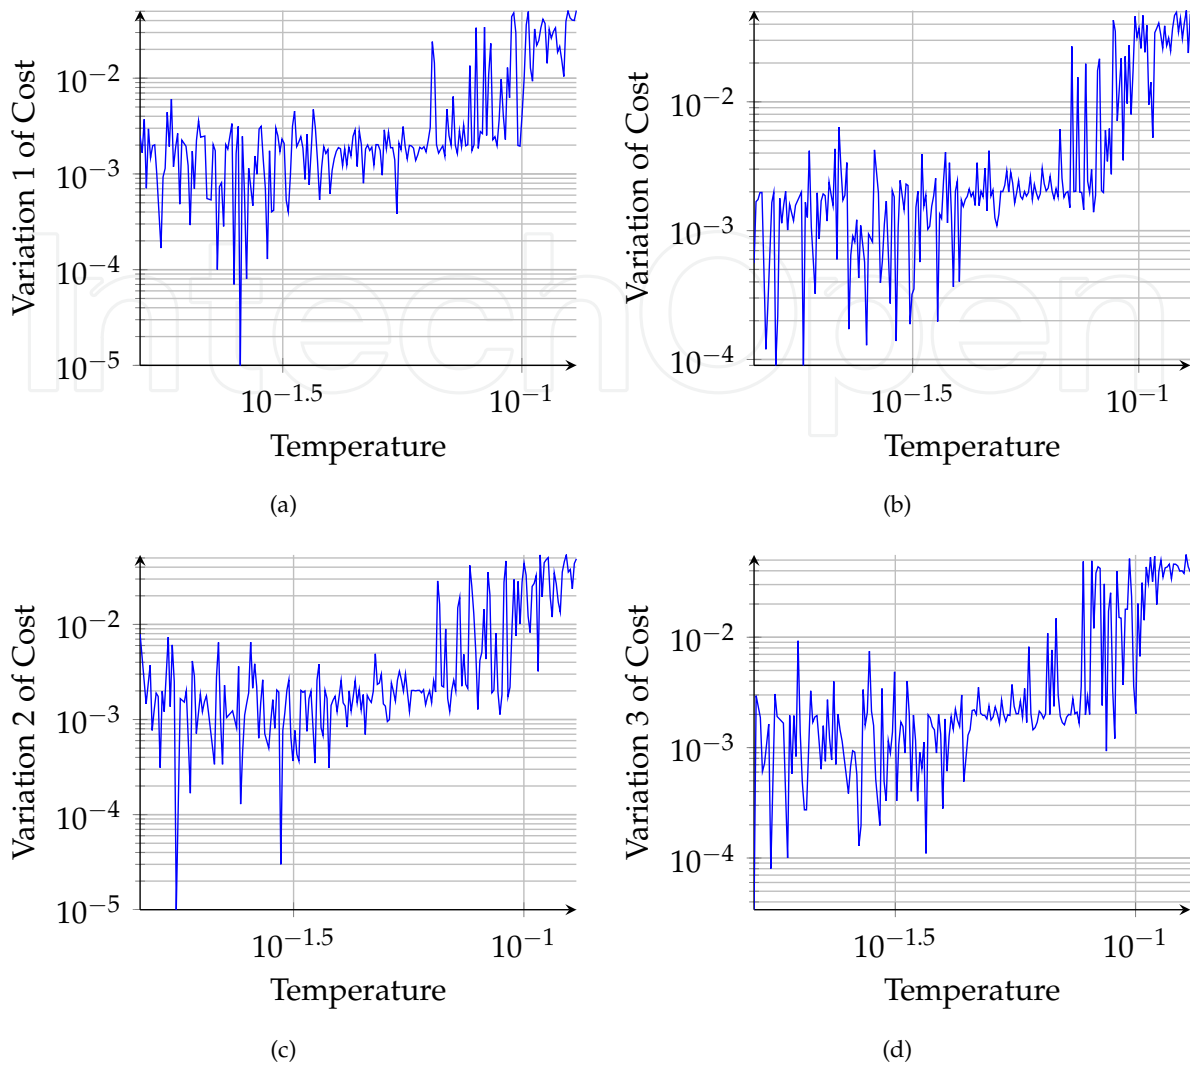 Variation 1 of Cost
10⁻²
10⁻³
10⁻⁴
10⁻⁵
10⁻¹·⁵ 10⁻¹
Temperature
(a)
Variation of Cost
10⁻²
10⁻³
10⁻⁴
10⁻¹·⁵ 10⁻¹
Temperature
(b)
Variation 2 of Cost
10⁻²
10⁻³
10⁻⁴
10⁻⁵
10⁻¹·⁵ 10⁻¹
Temperature
(c)
Variation 3 of Cost
10⁻²
10⁻³
10⁻⁴
10⁻¹·⁵ 10⁻¹
Temperature
(d)
IntechOpen